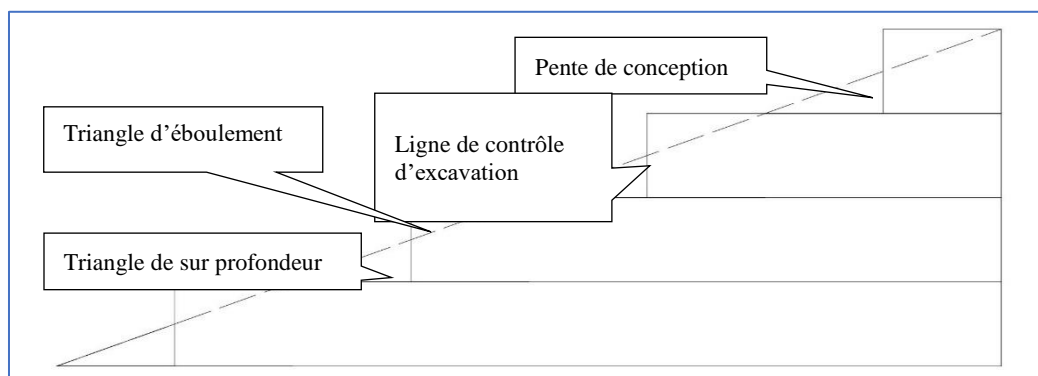 Pente de conception
Triangle d'éboulement
Ligne de contrôle
d'excavation
Triangle de sur profondeur